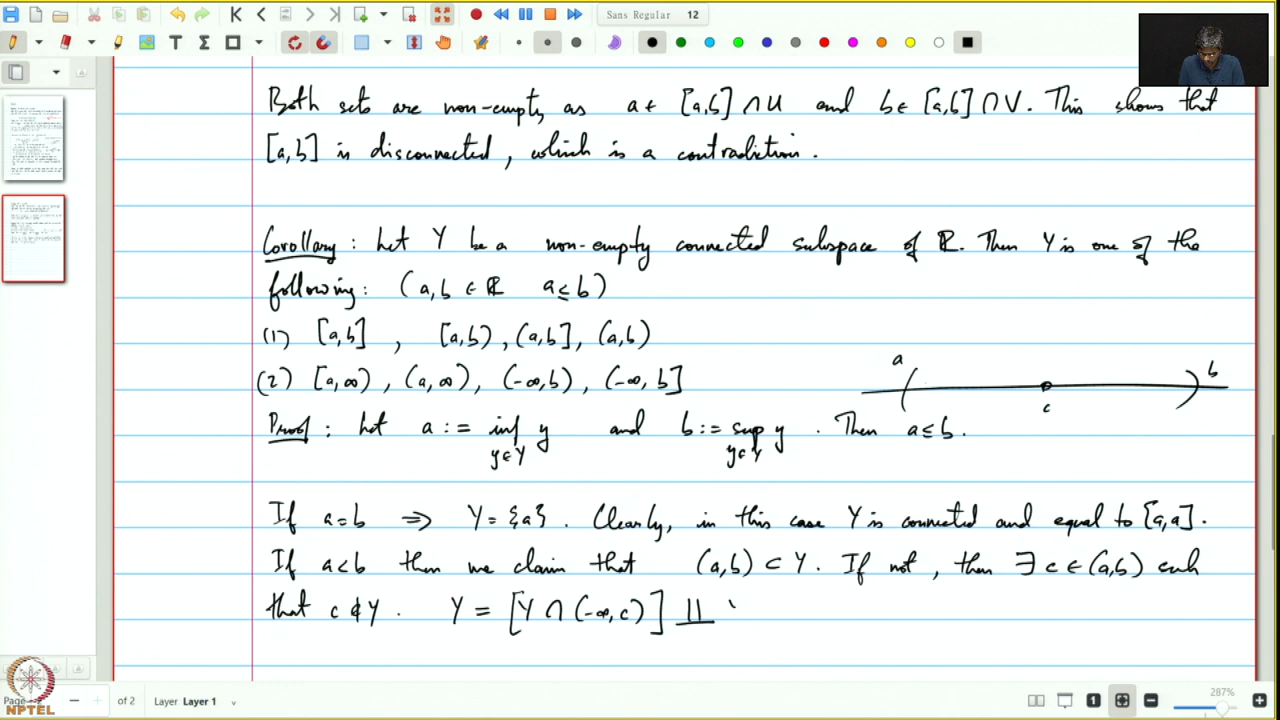 Sans Regular 12
Both sets are non-empty as a ∈ [a,b] ∩ U and b ∈ [a,b] ∩ V. This shows that
[a,b] is disconnected, which is a contradiction.
Corollary: Let Y be a non-empty connected subspace of ℝ. Then Y is one of the
following: (a,b ∈ ℝ a ≤ b)
(1) [a,b] , [a,b) , (a,b] , (a,b)
(2) [a,∞) , (a,∞) , (-∞,b) , (-∞,b]
a b
c
Proof: Let a := inf y and b := sup y . Then a ≤ b.
y∈Y y∈Y
If a=b ⇒ Y = {a} . Clearly, in this case Y is connected and equal to [a,a].
If a<b then we claim that (a,b) ⊂ Y. If not, then ∃ c ∈ (a,b) such
that c ∉ Y . Y = [Y ∩ (-∞,c)] ⨿
of 2 Layer Layer 1
287%
NPTEL